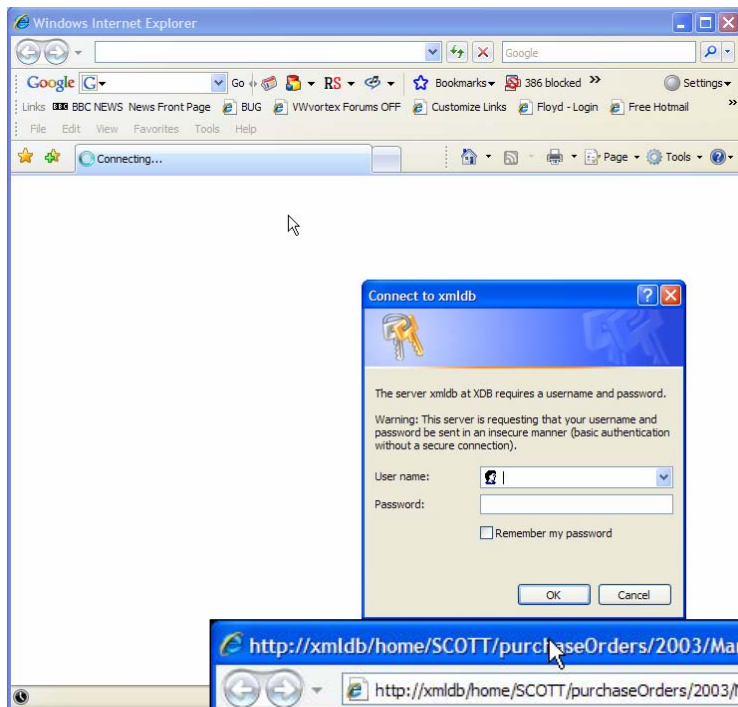 Windows Internet Explorer
Google
Google G Go RS Bookmarks 386 blocked » Settings
Links BBC NEWS News Front Page BUG VWvortex Forums OFF Customize Links Floyd - Login Free Hotmail »
File Edit View Favorites Tools Help
Connecting... Page Tools
Connect to xmldb
The server xmldb at XDB requires a username and password.
Warning: This server is requesting that your username and
password be sent in an insecure manner (basic authentication
without a secure connection).
User name:
Password:
Remember my password
OK Cancel
http://xmldb/home/SCOTT/purchaseOrders/2003/Mar
http://xmldb/home/SCOTT/purchaseOrders/2003/